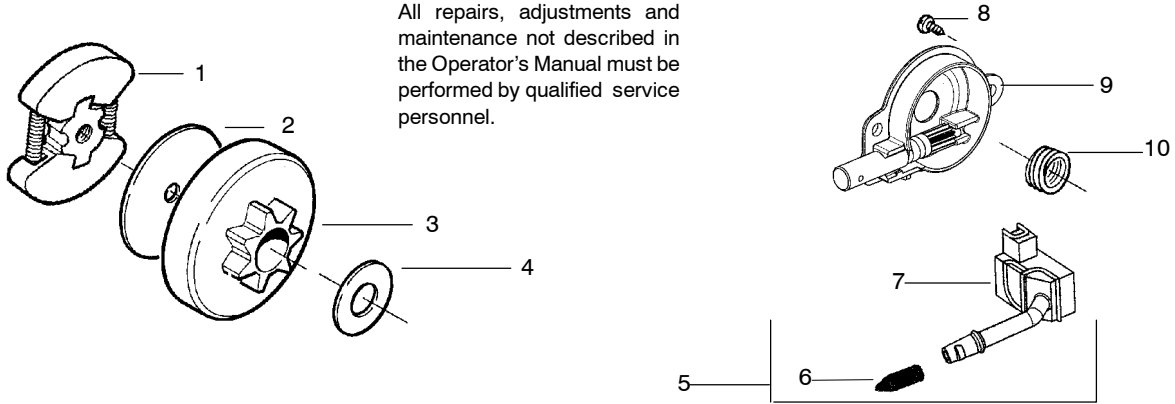 All repairs, adjustments and
maintenance not described in
the Operator's Manual must be
performed by qualified service
personnel.
1
2
3
4
8
9
10
7
6
5